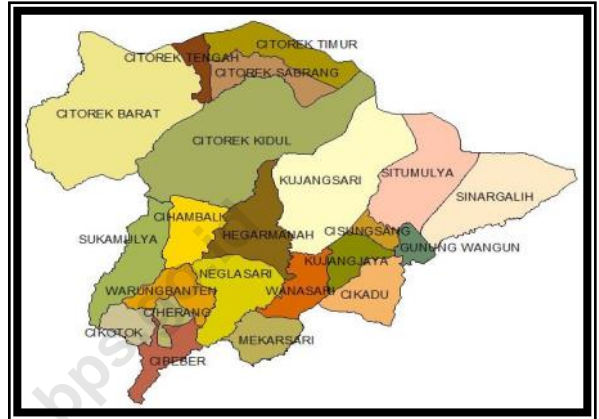 CITOREK TIMUR
CITOREK TENGAH
CITOREK SABRANG
CITOREK BARAT
CITOREK KIDUL
SITUMULYA
KUJANGSARI
SINARGALIH
CIHAMBALK
CISUNGSANG
SUKAMULYA
HEGARMANAH
GUNUNG WANGUN
KUJANGJAYA
NEGLASARI
WARUNGBANTEN
WANASARI
CIKADU
CIHERANG
CIKOTOK
MEKARSARI
CIBEBER